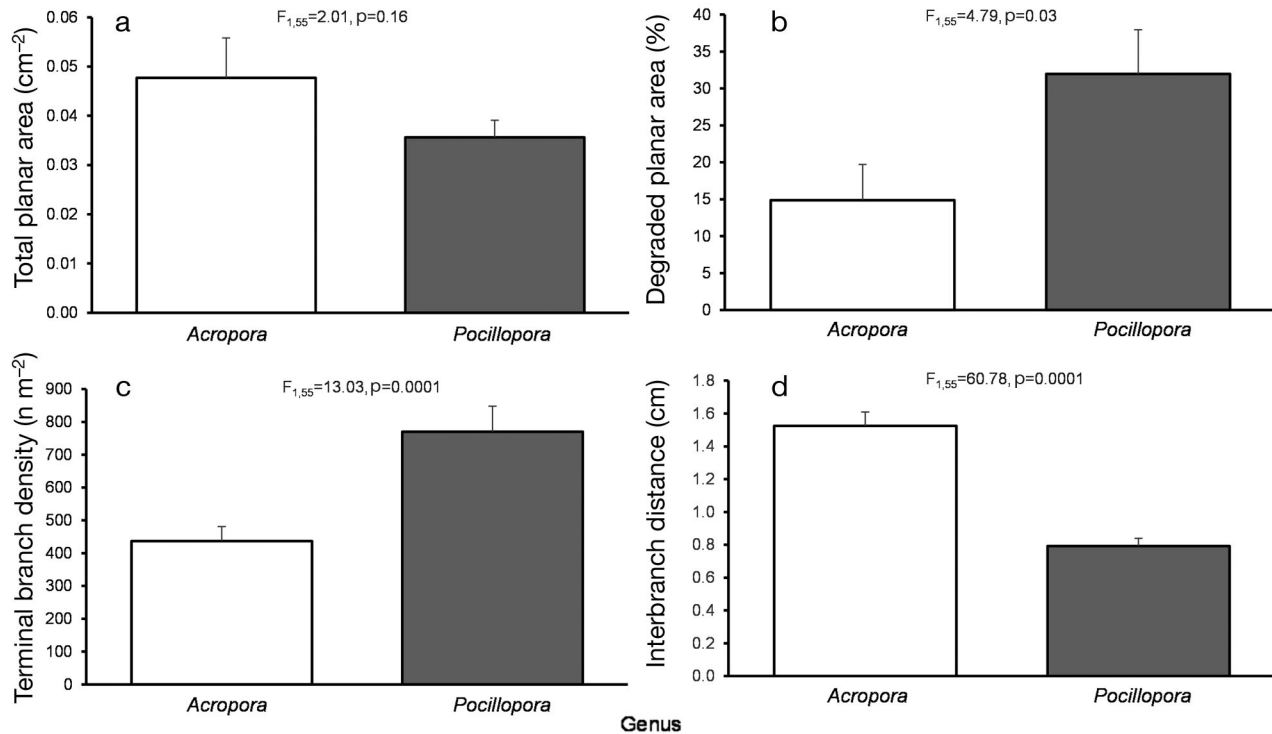 a
F1,55=2.01, p=0.16
Total planar area (cm−2)
0.06
0.05
0.04
0.03
0.02
0.01
0.00
Acropora
Pocillopora
b
F1,55=4.79, p=0.03
Degraded planar area (%)
40
35
30
25
20
15
10
5
0
Acropora
Pocillopora
c
F1,55=13.03, p=0.0001
Terminal branch density (n m−2)
900
800
700
600
500
400
300
200
100
0
Acropora
Pocillopora
d
F1,55=60.78, p=0.0001
Interbranch distance (cm)
1.8
1.6
1.4
1.2
1.0
0.8
0.6
0.4
0.2
0.0
Acropora
Pocillopora
Genus